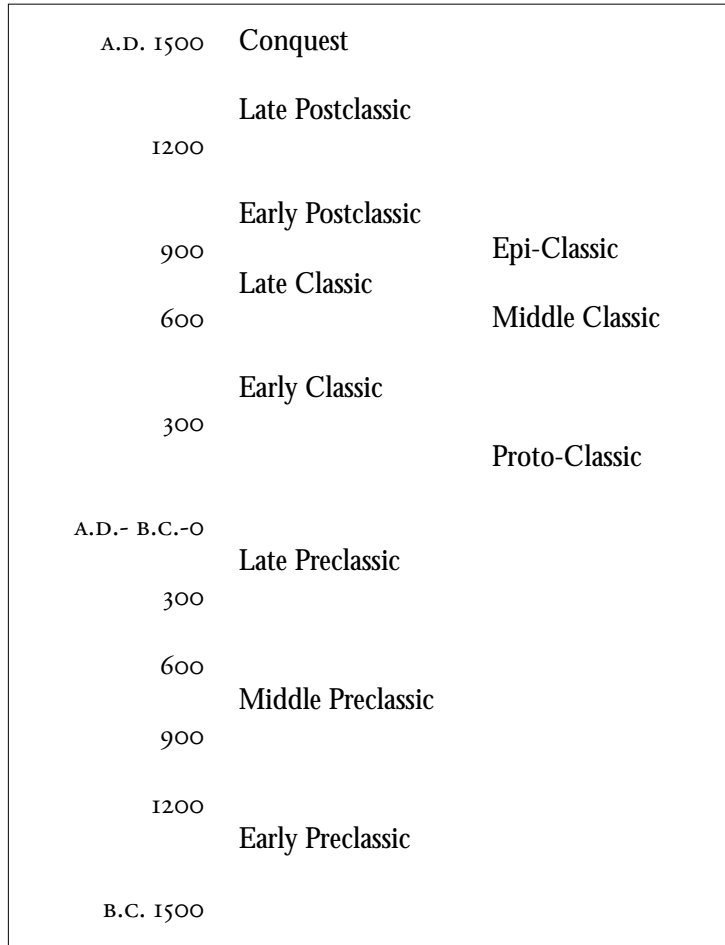 A.D. 1500 Conquest
Late Postclassic
1200
Early Postclassic
900 Epi-Classic
Late Classic
600 Middle Classic
Early Classic
300
Proto-Classic
A.D.- B.C.-0
Late Preclassic
300
600
Middle Preclassic
900
1200
Early Preclassic
B.C. 1500